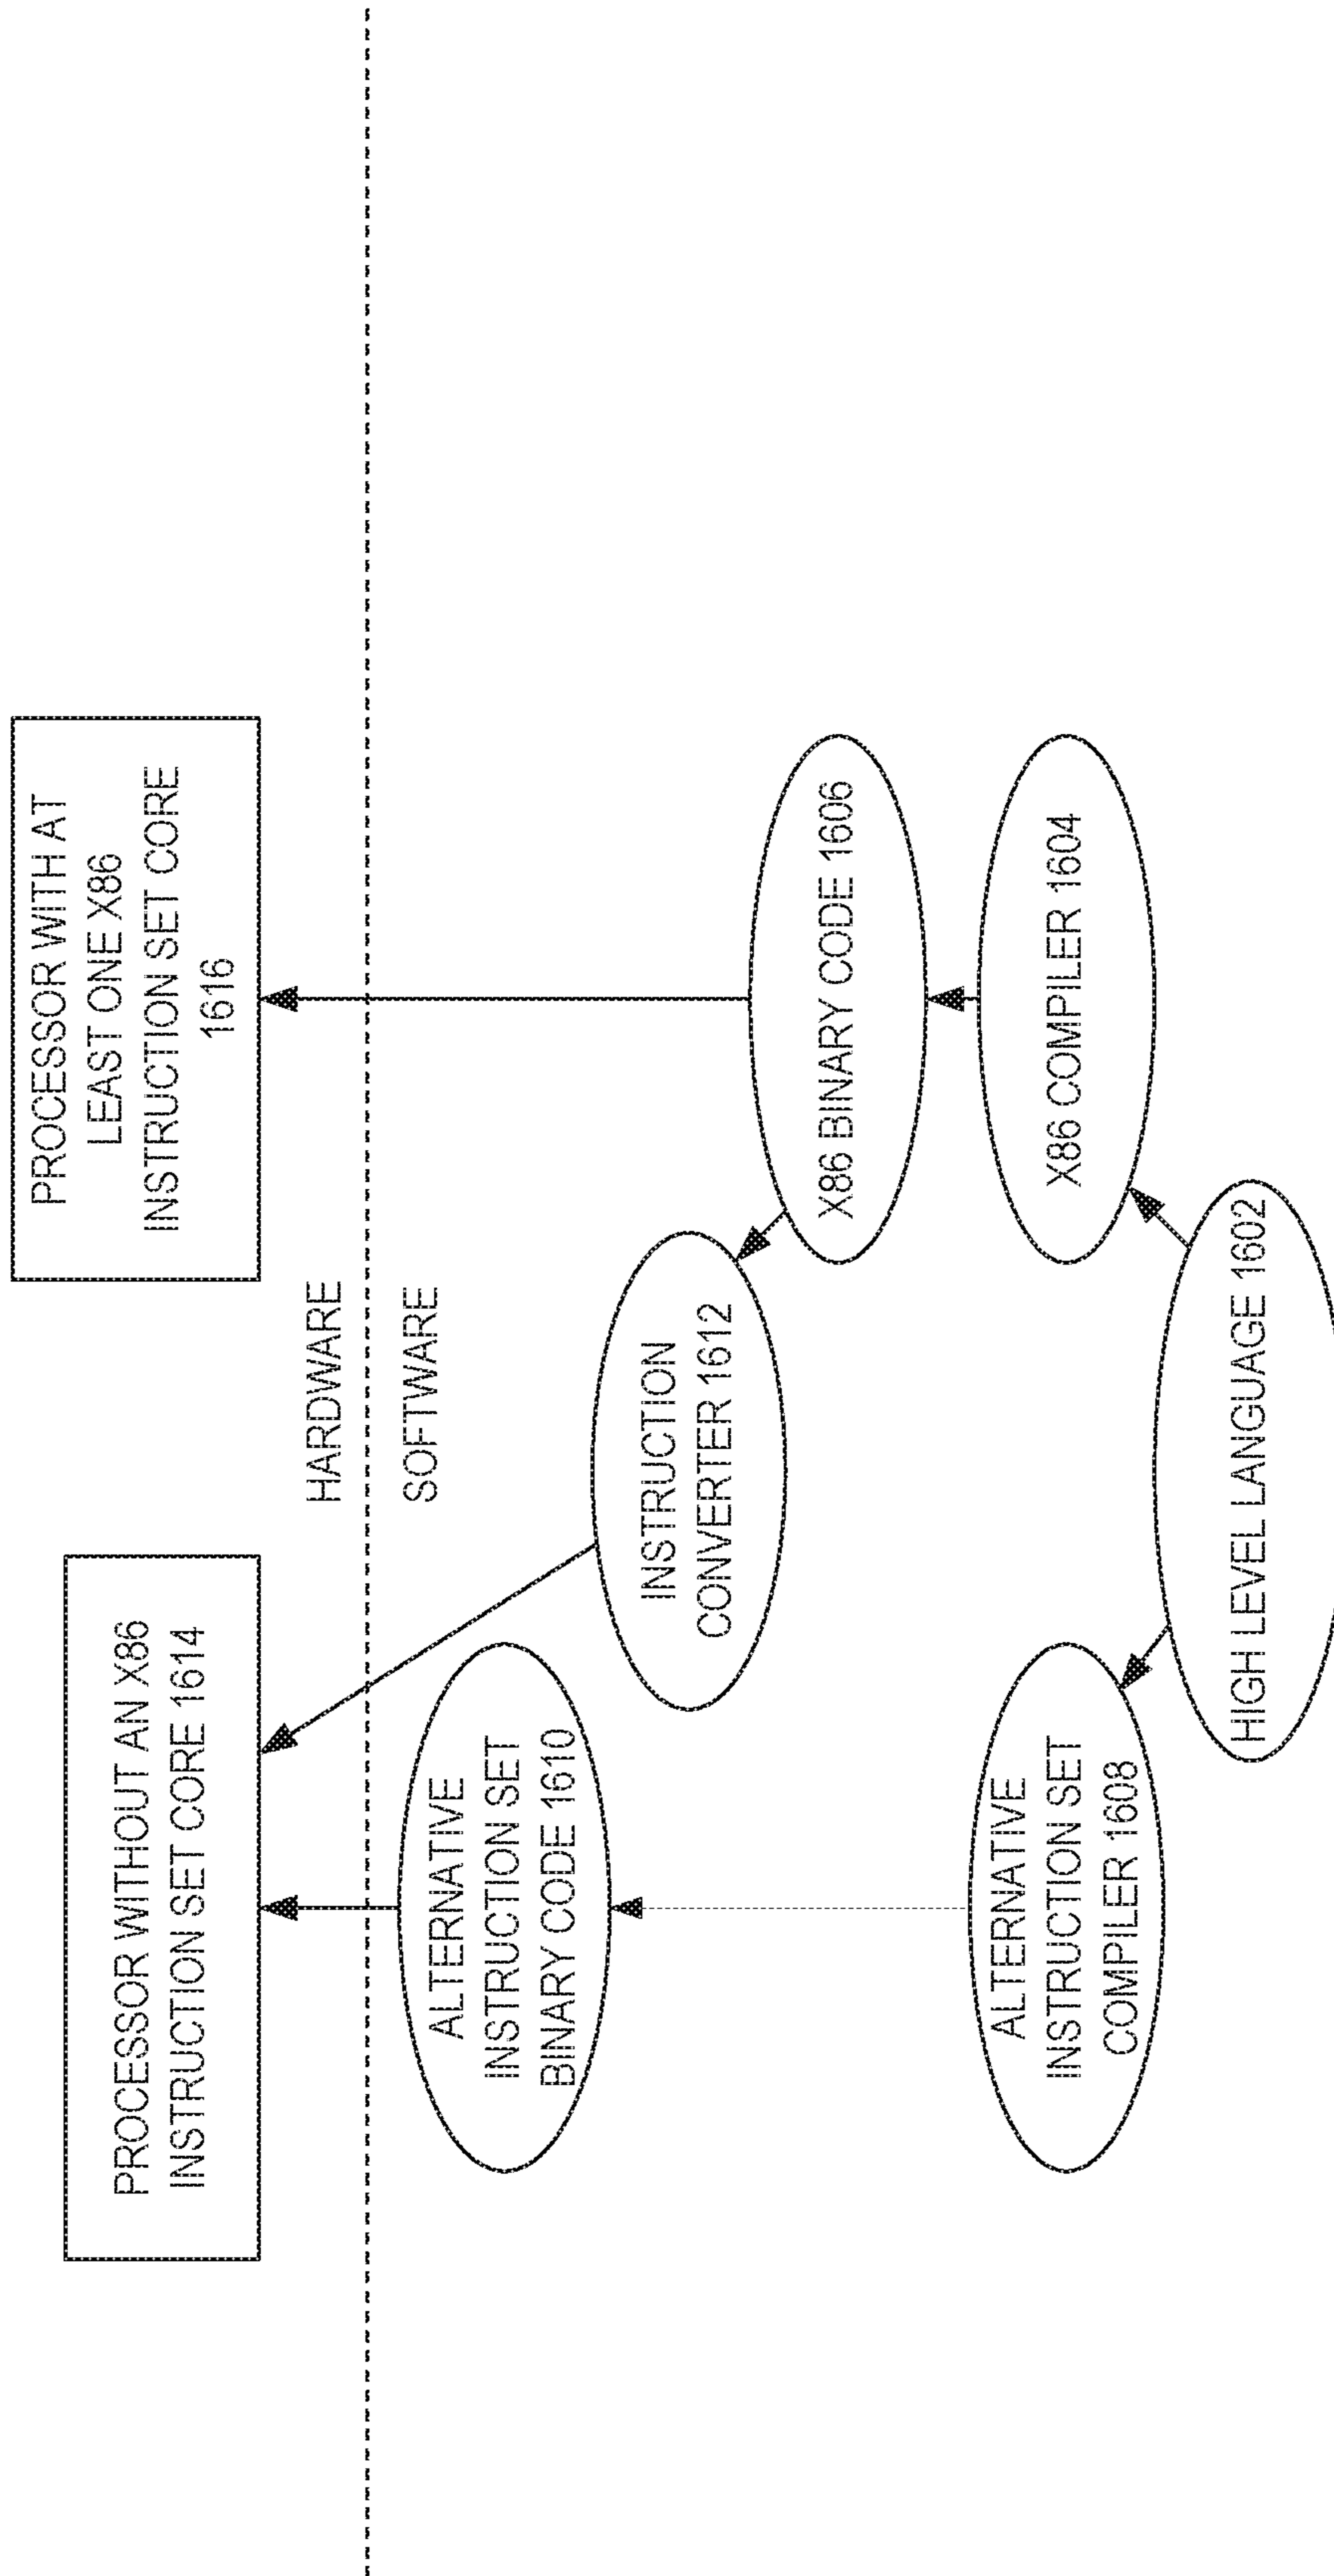 PROCESSOR WITHOUT AN X86
INSTRUCTION SET CORE 1614
PROCESSOR WITH AT
LEAST ONE X86
INSTRUCTION SET CORE
1616
HARDWARE
SOFTWARE
ALTERNATIVE
INSTRUCTION SET
BINARY CODE 1610
INSTRUCTION
CONVERTER 1612
X86 BINARY CODE 1606
ALTERNATIVE
INSTRUCTION SET
COMPILER 1608
X86 COMPILER 1604
HIGH LEVEL LANGUAGE 1602